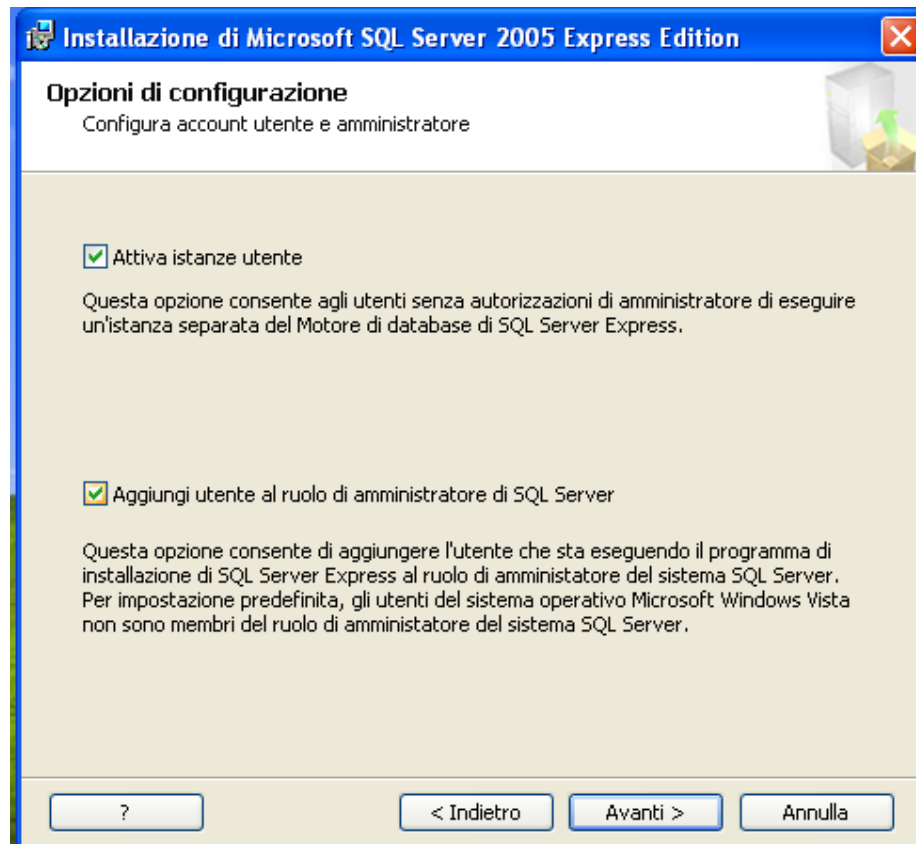 Installazione di Microsoft SQL Server 2005 Express Edition
Opzioni di configurazione
Configura account utente e amministratore
Attiva istanze utente
Questa opzione consente agli utenti senza autorizzazioni di amministratore di eseguire
un'istanza separata del Motore di database di SQL Server Express.
Aggiungi utente al ruolo di amministratore di SQL Server
Questa opzione consente di aggiungere l'utente che sta eseguendo il programma di
installazione di SQL Server Express al ruolo di amministatore del sistema SQL Server.
Per impostazione predefinita, gli utenti del sistema operativo Microsoft Windows Vista
non sono membri del ruolo di amministatore del sistema SQL Server.
? < Indietro Avanti > Annulla